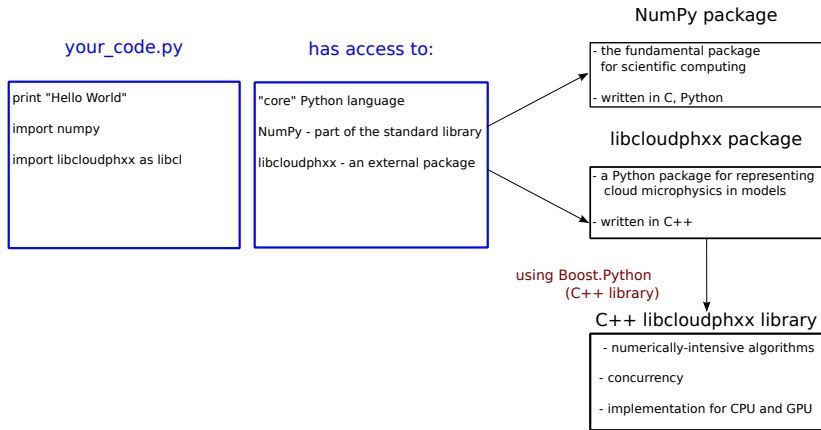 your_code.py
print "Hello World"
import numpy
import libcloudphxx as libcl
has access to:
"core" Python language
NumPy - part of the standard library
libcloudphxx - an external package
NumPy package
- the fundamental package
for scientific computing
- written in C, Python
libcloudphxx package
- a Python package for representing
cloud microphysics in models
- written in C++
using Boost.Python
(C++ library)
C++ libcloudphxx library
- numerically-intensive algorithms
- concurrency
- implementation for CPU and GPU